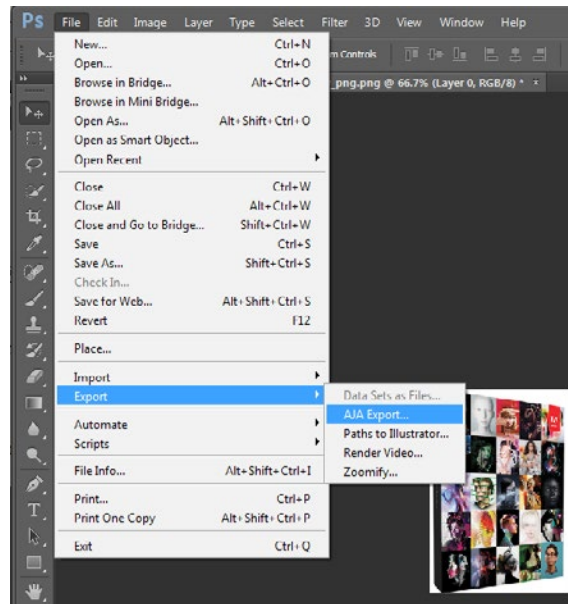 Ps File Edit Image Layer Type Select Filter 3D View Window Help
New... Ctrl+N
Open... Ctrl+O
Browse in Bridge... Alt+Ctrl+O
Browse in Mini Bridge...
Open As... Alt+Shift+Ctrl+O
Open as Smart Object...
Open Recent
Close Ctrl+W
Close All Alt+Ctrl+W
Close and Go to Bridge... Shift+Ctrl+W
Save Ctrl+S
Save As... Shift+Ctrl+S
Check In...
Save for Web... Alt+Shift+Ctrl+S
Revert F12
Place...
Import
Export
Automate
Scripts
File Info... Alt+Shift+Ctrl+I
Print... Ctrl+P
Print One Copy Alt+Shift+Ctrl+P
Exit Ctrl+Q
Controls
_png.png @ 66.7% (Layer 0, RGB/8) * x
Data Sets as Files...
AJA Export...
Paths to Illustrator...
Render Video...
Zoomify...
T